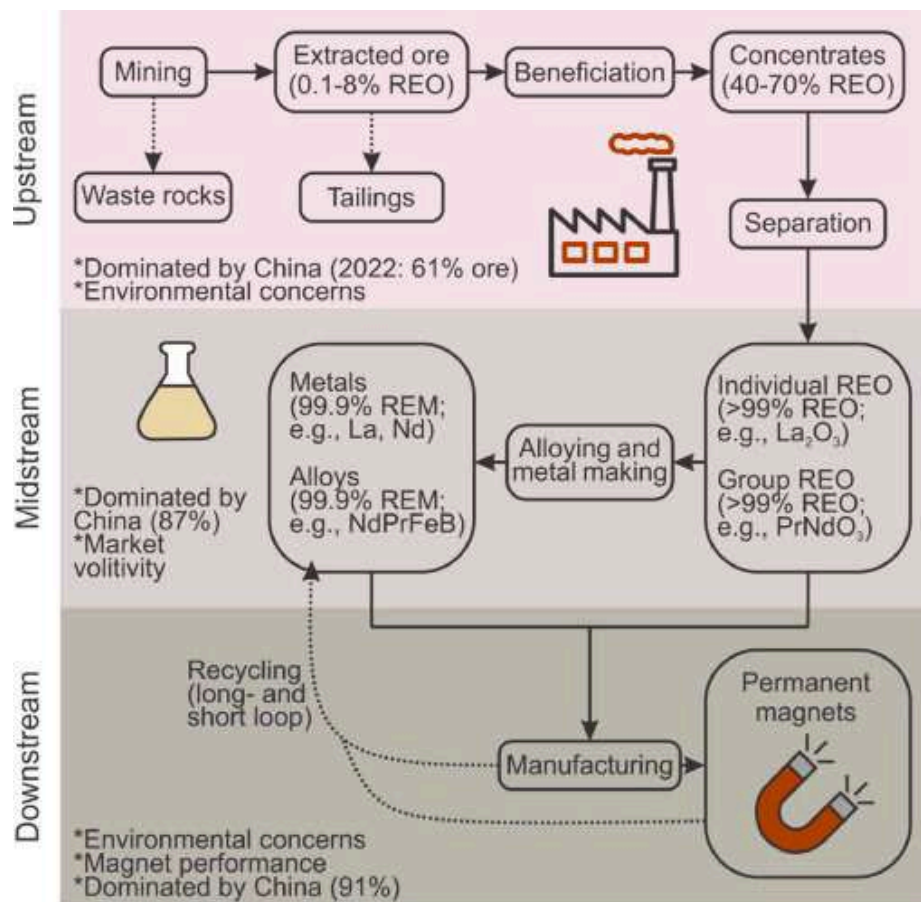 Upstream
Mining
Extracted ore
(0.1-8% REO)
Beneficiation
Concentrates
(40-70% REO)
Waste rocks
Tailings
Separation
*Dominated by China (2022: 61% ore)
*Environmental concerns
Midstream
Metals
(99.9% REM;
e.g., La, Nd)
Alloys
(99.9% REM;
e.g., NdPrFeB)
Alloying and
metal making
Individual REO
(>99% REO;
e.g., La₂O₃)
Group REO
(>99% REO;
e.g., PrNdO₃)
*Dominated by
China (87%)
*Market
volitivity
Downstream
Recycling
(long- and
short loop)
Manufacturing
Permanent
magnets
*Environmental concerns
*Magnet performance
*Dominated by China (91%)